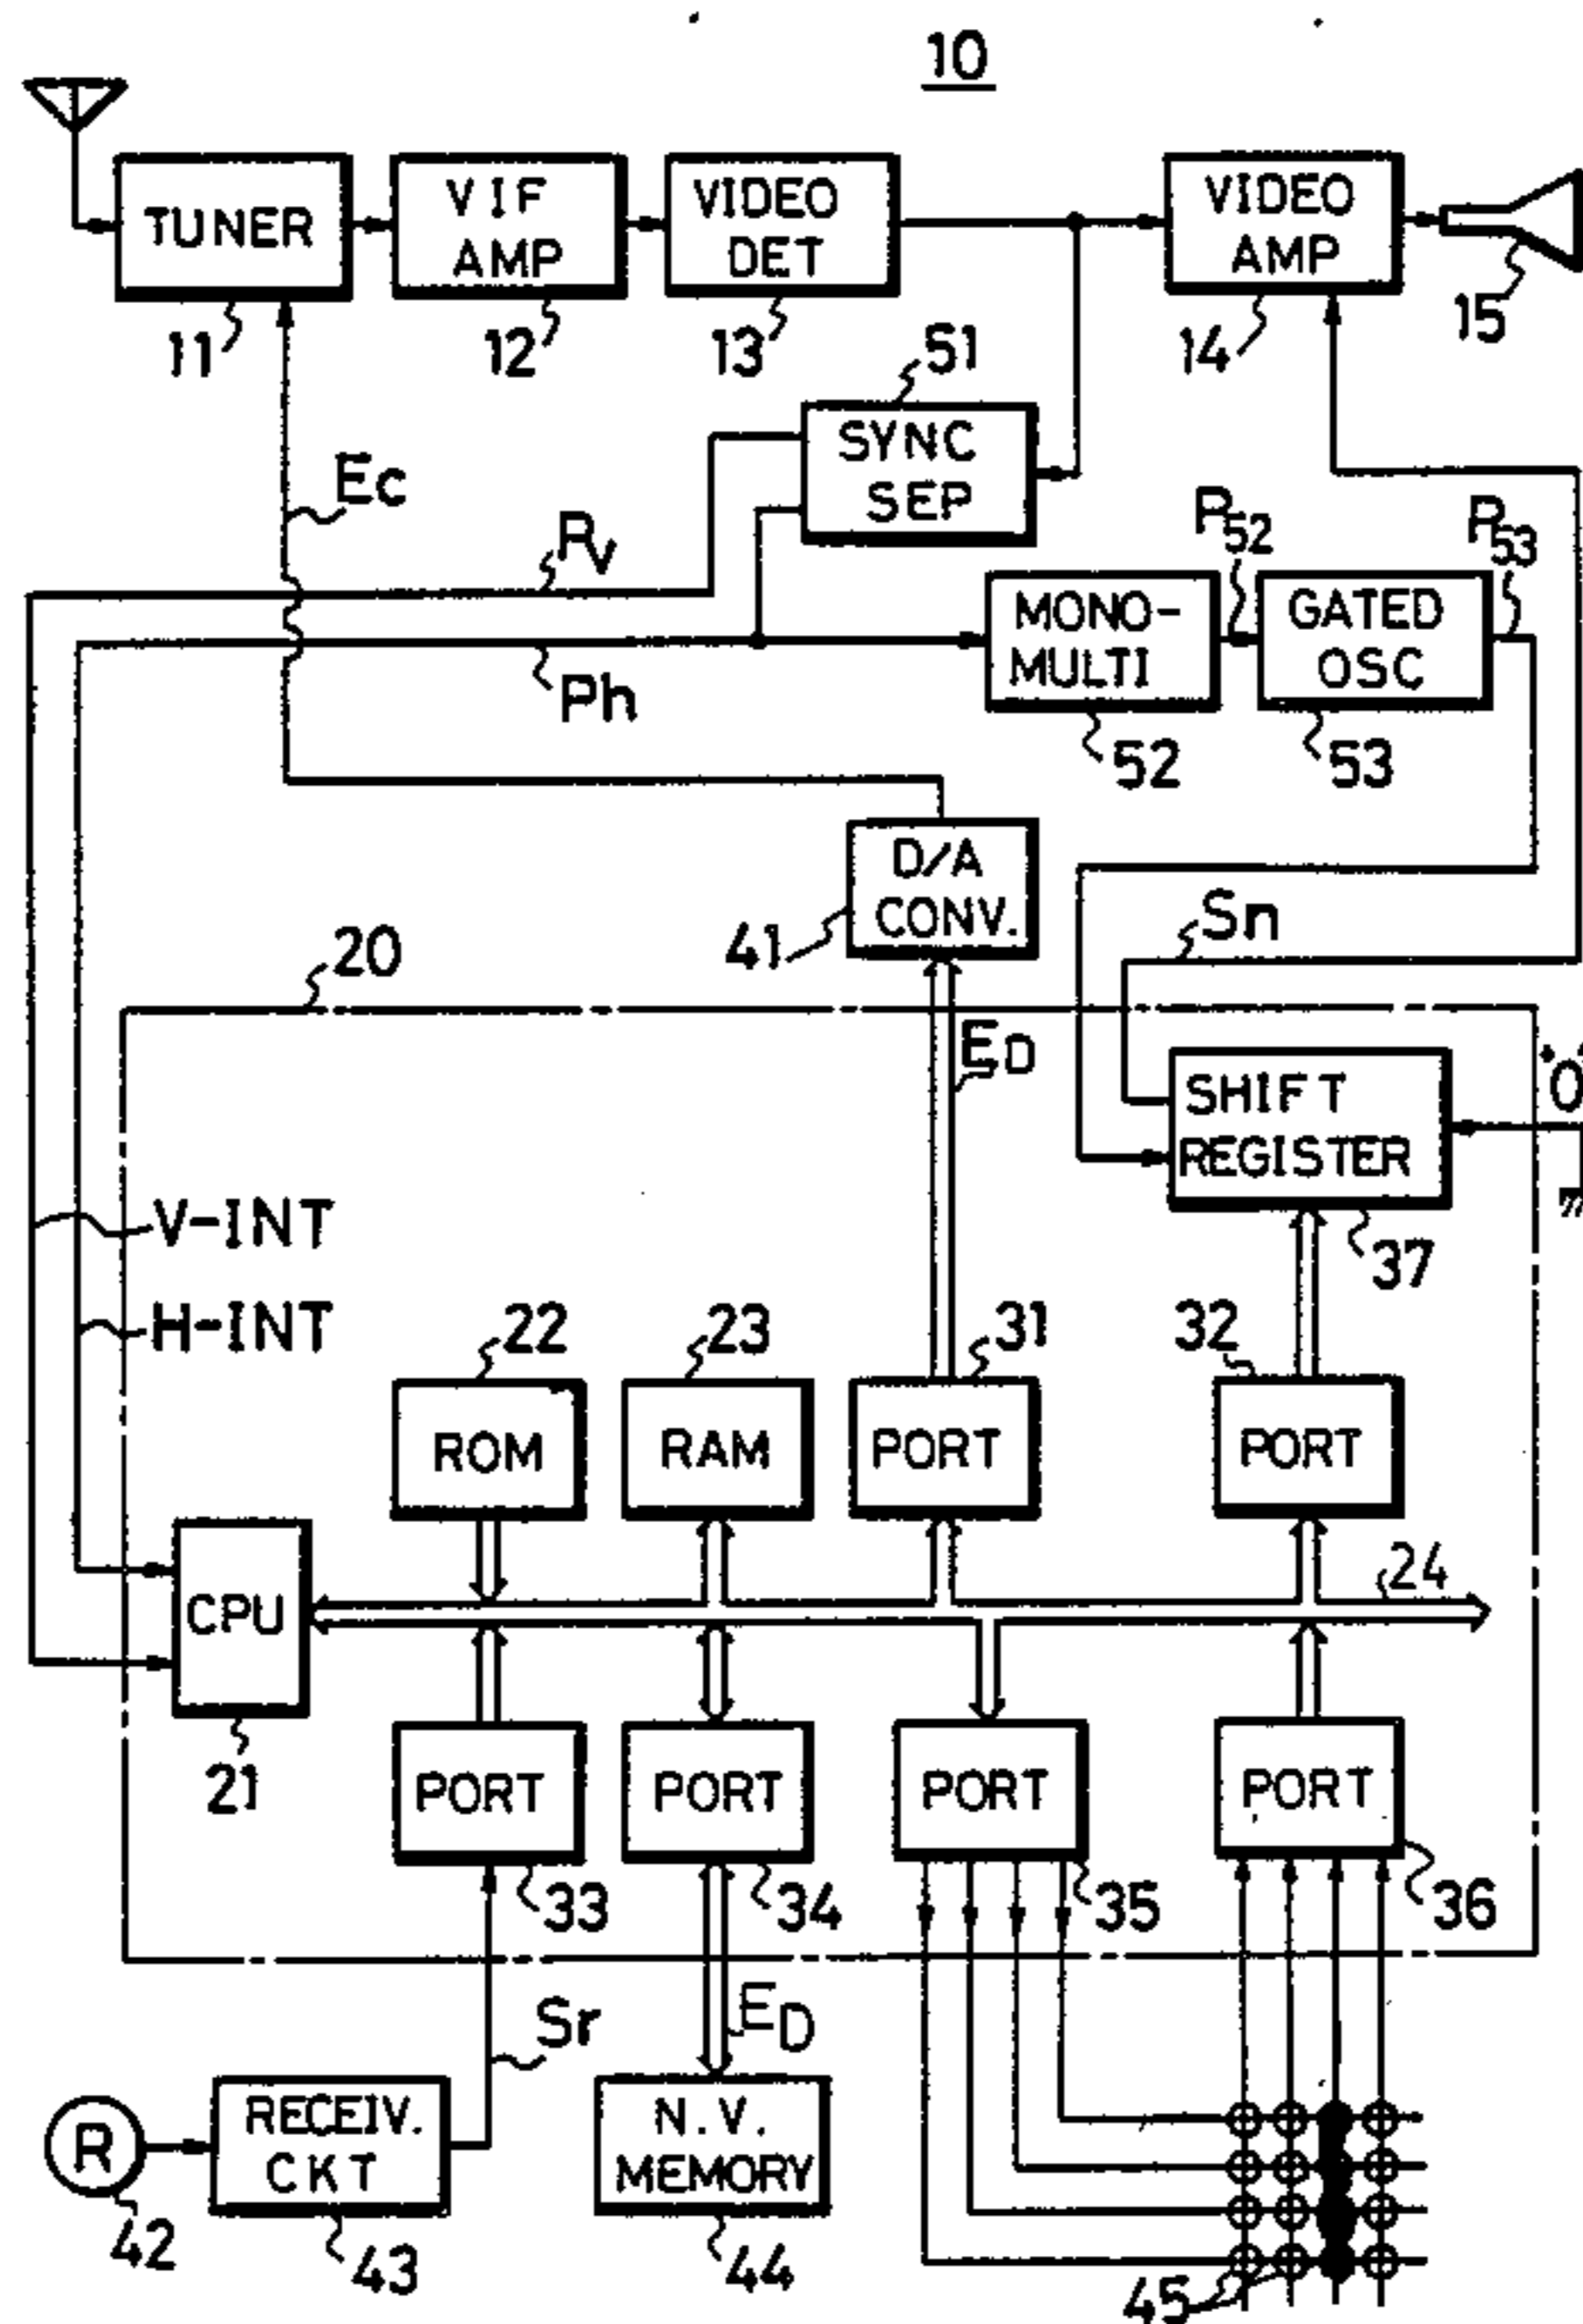 10
TUNER
VIF
AMP
VIDEO
DET
VIDEO
AMP
11
12
13
14
15
51
SYNC
SEP
Ec
Pv
Ph
P52
P53
MONO-
MULTI
GATED
OSC
52
53
D/A
CONV.
41
Sn
20
ED
SHIFT
REGISTER
"0"
37
V-INT
H-INT
22
23
31
32
ROM
RAM
PORT
PORT
CPU
24
21
PORT
PORT
PORT
PORT
33
34
35
36
Sr
ED
R
RECEIV.
CKT
N.V.
MEMORY
42
43
44
45